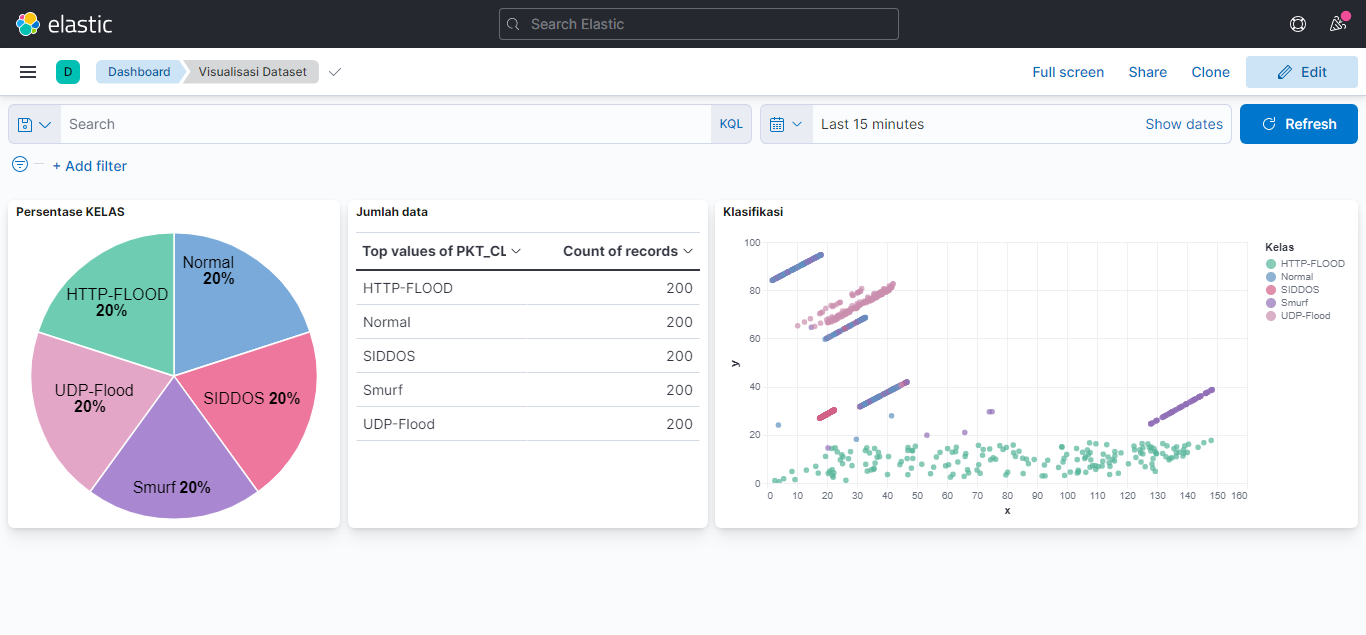 elastic
Search Elastic
D
Dashboard
Visualisasi Dataset
Full screen
Share
Clone
Edit
Search
KQL
Last 15 minutes
Show dates
Refresh
+ Add filter
Persentase KELAS
Normal
20%
HTTP-FLOOD
20%
UDP-Flood
20%
SIDDOS 20%
Smurf 20%
Jumlah data
Top values of PKT_CL
Count of records
HTTP-FLOOD 200
Normal 200
SIDDOS 200
Smurf 200
UDP-Flood 200
Klasifikasi
100
80
60
40
20
0
y
0 10 20 30 40 50 60 70 80 90 100 110 120 130 140 150 160
x
Kelas
HTTP-FLOOD
Normal
SIDDOS
Smurf
UDP-Flood